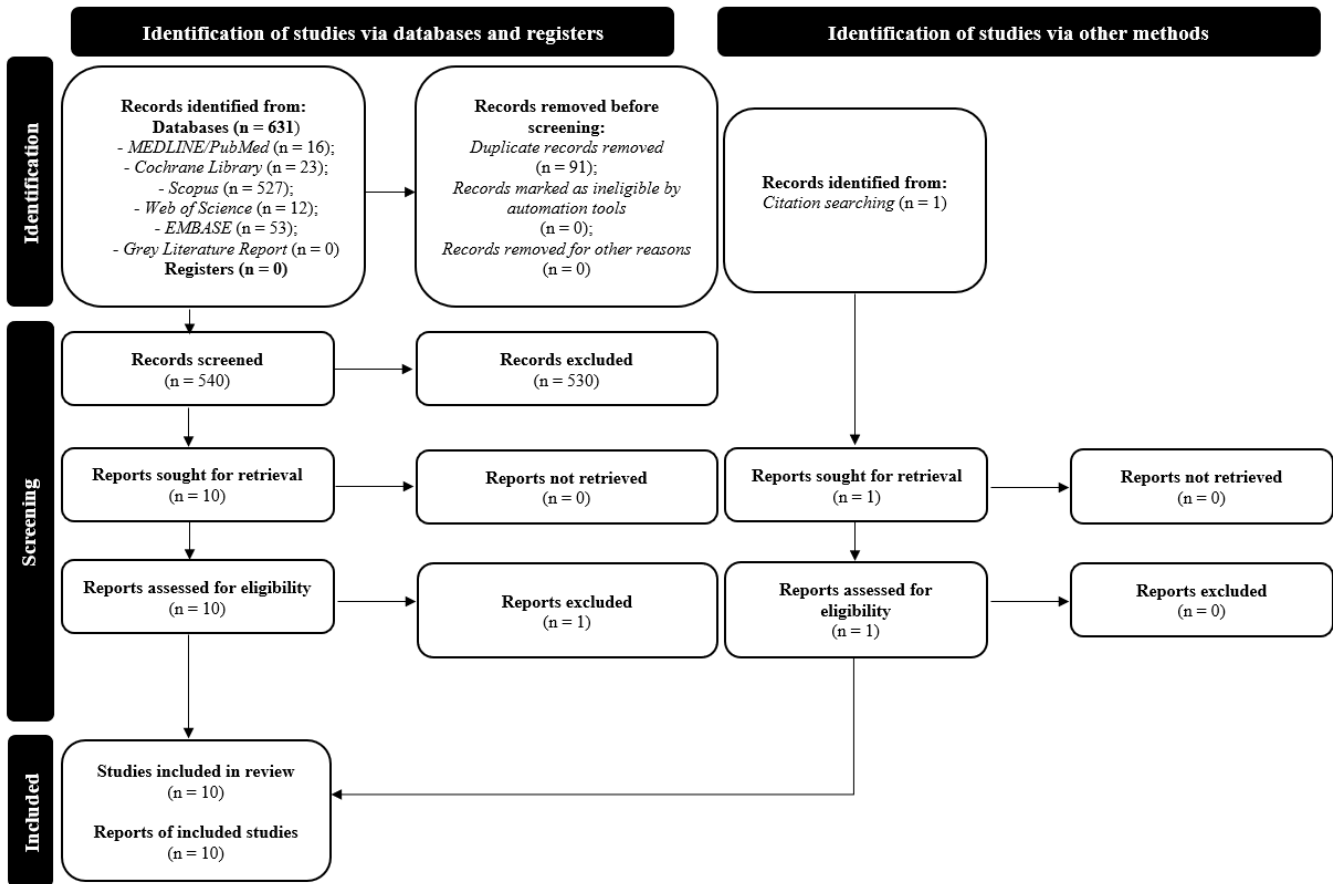 Identification of studies via databases and registers
Identification of studies via other methods
Identification
Records identified from:
Databases (n = 631)
- MEDLINE/PubMed (n = 16);
- Cochrane Library (n = 23);
- Scopus (n = 527);
- Web of Science (n = 12);
- EMBASE (n = 53);
- Grey Literature Report (n = 0)
Registers (n = 0)
Records removed before
screening:
Duplicate records removed
(n = 91);
Records marked as ineligible by
automation tools
(n = 0);
Records removed for other reasons
(n = 0)
Records identified from:
Citation searching (n = 1)
Screening
Records screened
(n = 540)
Records excluded
(n = 530)
Reports sought for retrieval
(n = 10)
Reports not retrieved
(n = 0)
Reports sought for retrieval
(n = 1)
Reports not retrieved
(n = 0)
Reports assessed for eligibility
(n = 10)
Reports excluded
(n = 1)
Reports assessed for
eligibility
(n = 1)
Reports excluded
(n = 0)
Included
Studies included in review
(n = 10)
Reports of included studies
(n = 10)